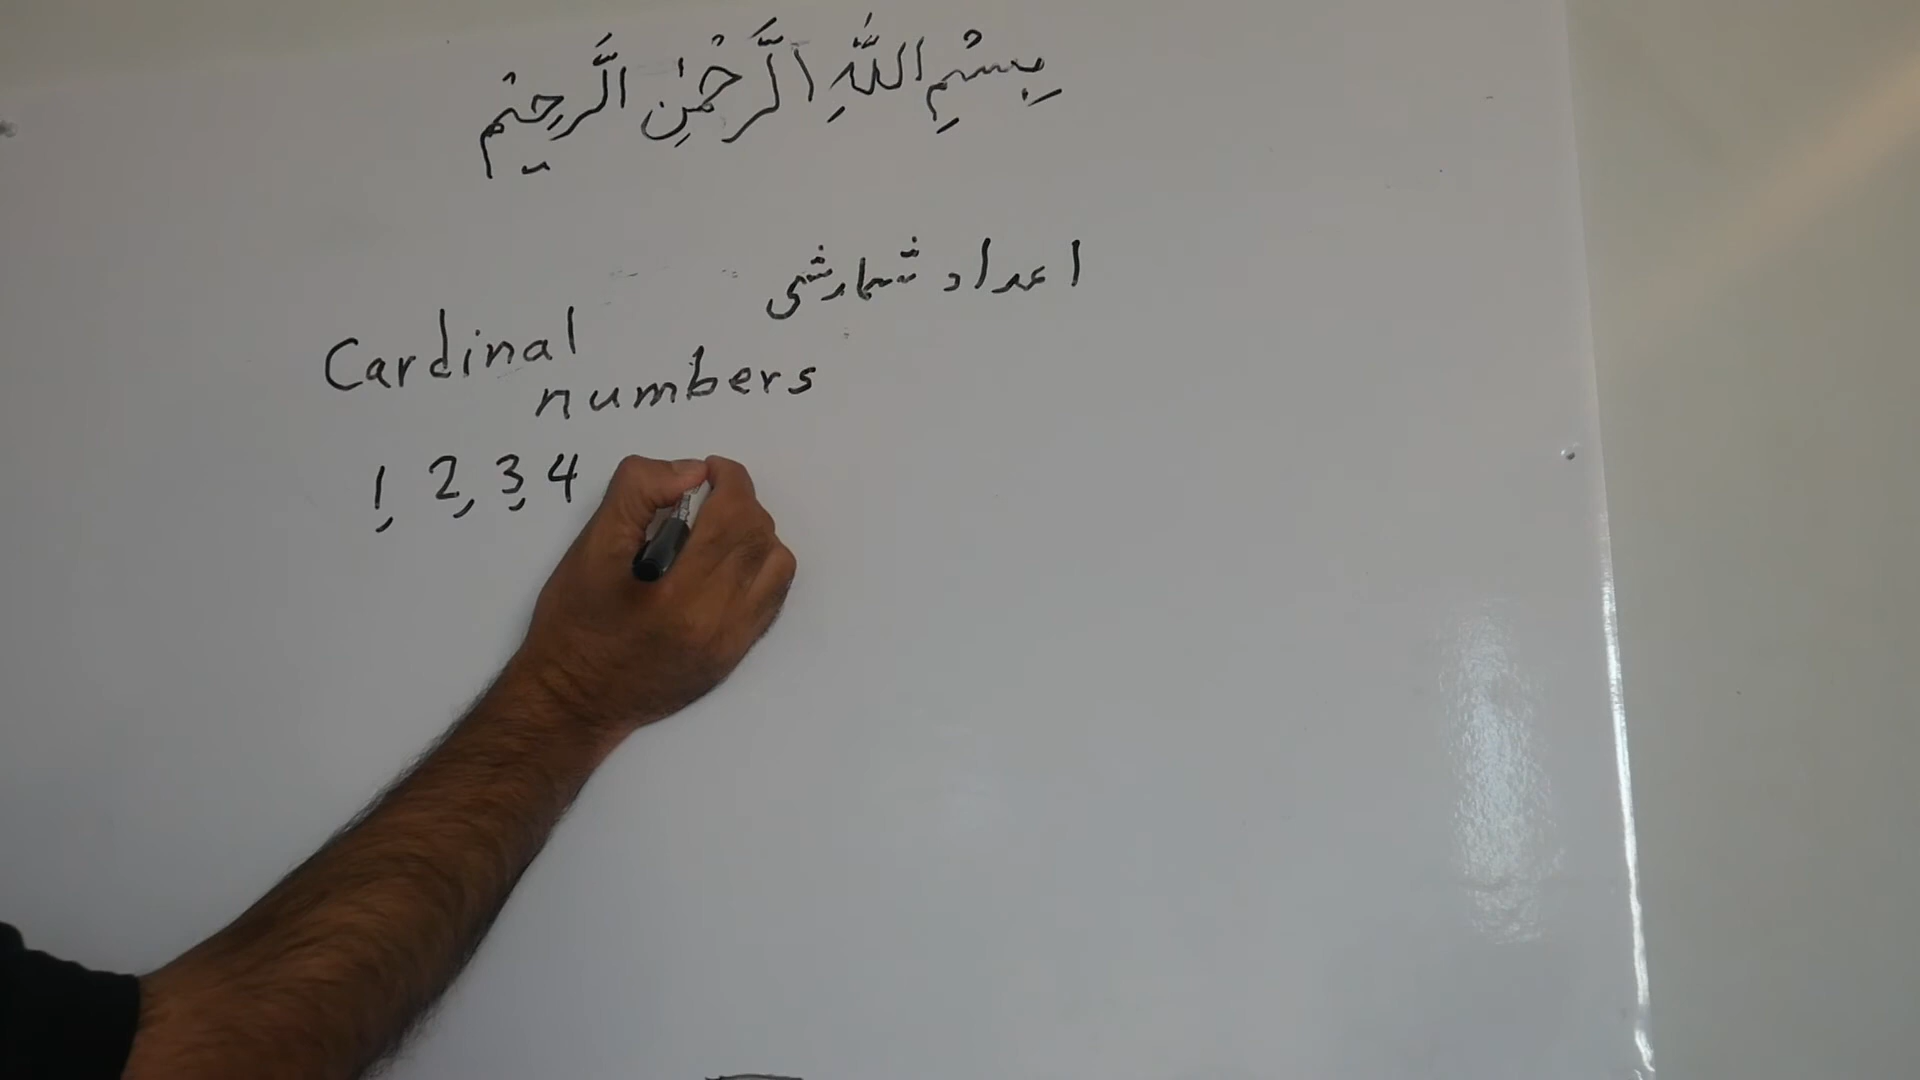 بِسْمِ اللَّهِ الرَّحْمٰنِ الرَّحِیْم
اعداد شمارشی
Cardinal
numbers
1, 2, 3, 4